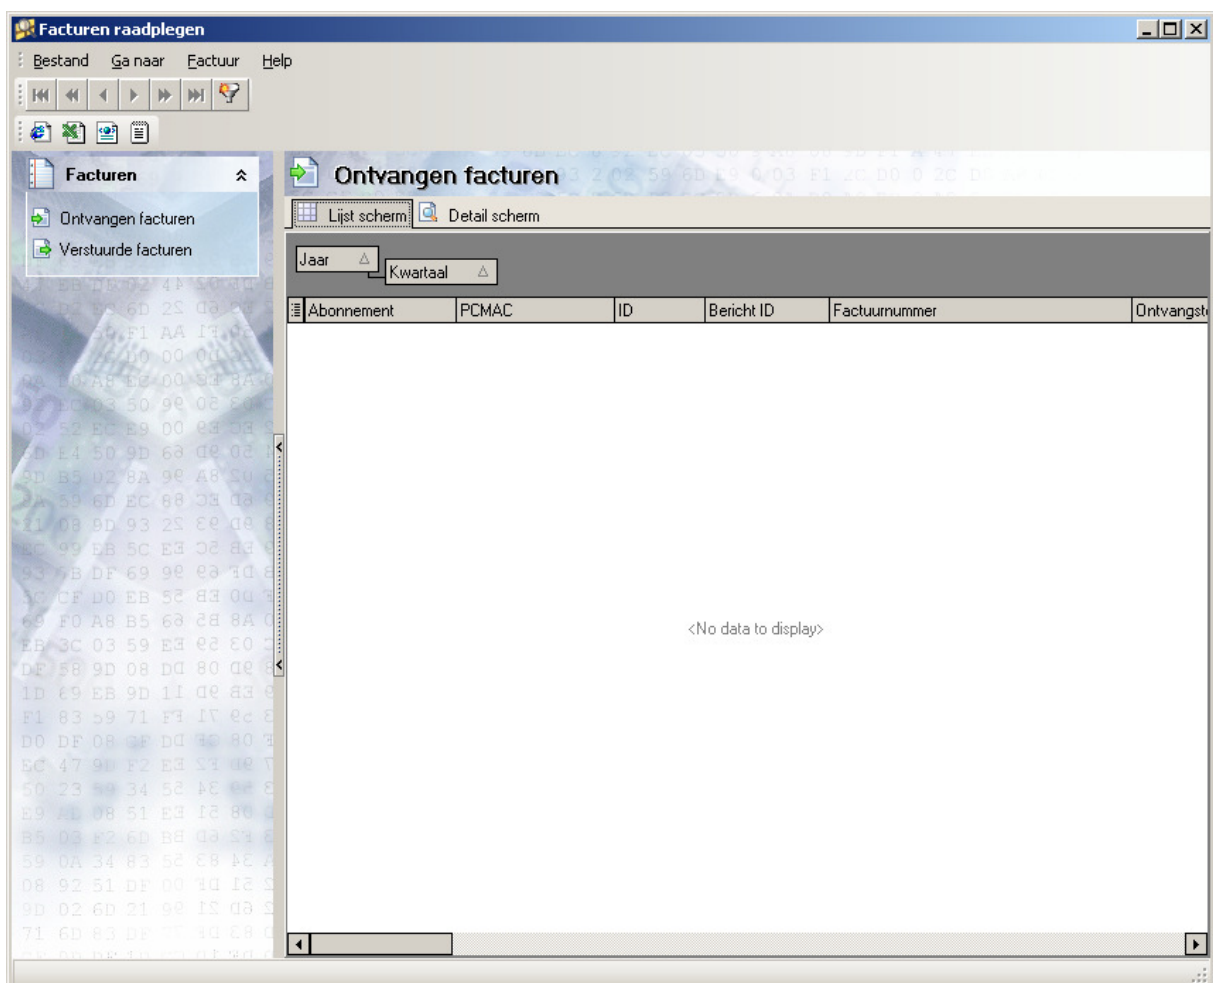 Facturen raadplegen
Bestand Ga naar Factuur Help
Facturen
Ontvangen facturen
Verstuurde facturen
Ontvangen facturen
Lijst scherm Detail scherm
Jaar
Kwartaal
Abonnement PCMAC ID Bericht ID Factuurnummer Ontvangst
<No data to display>